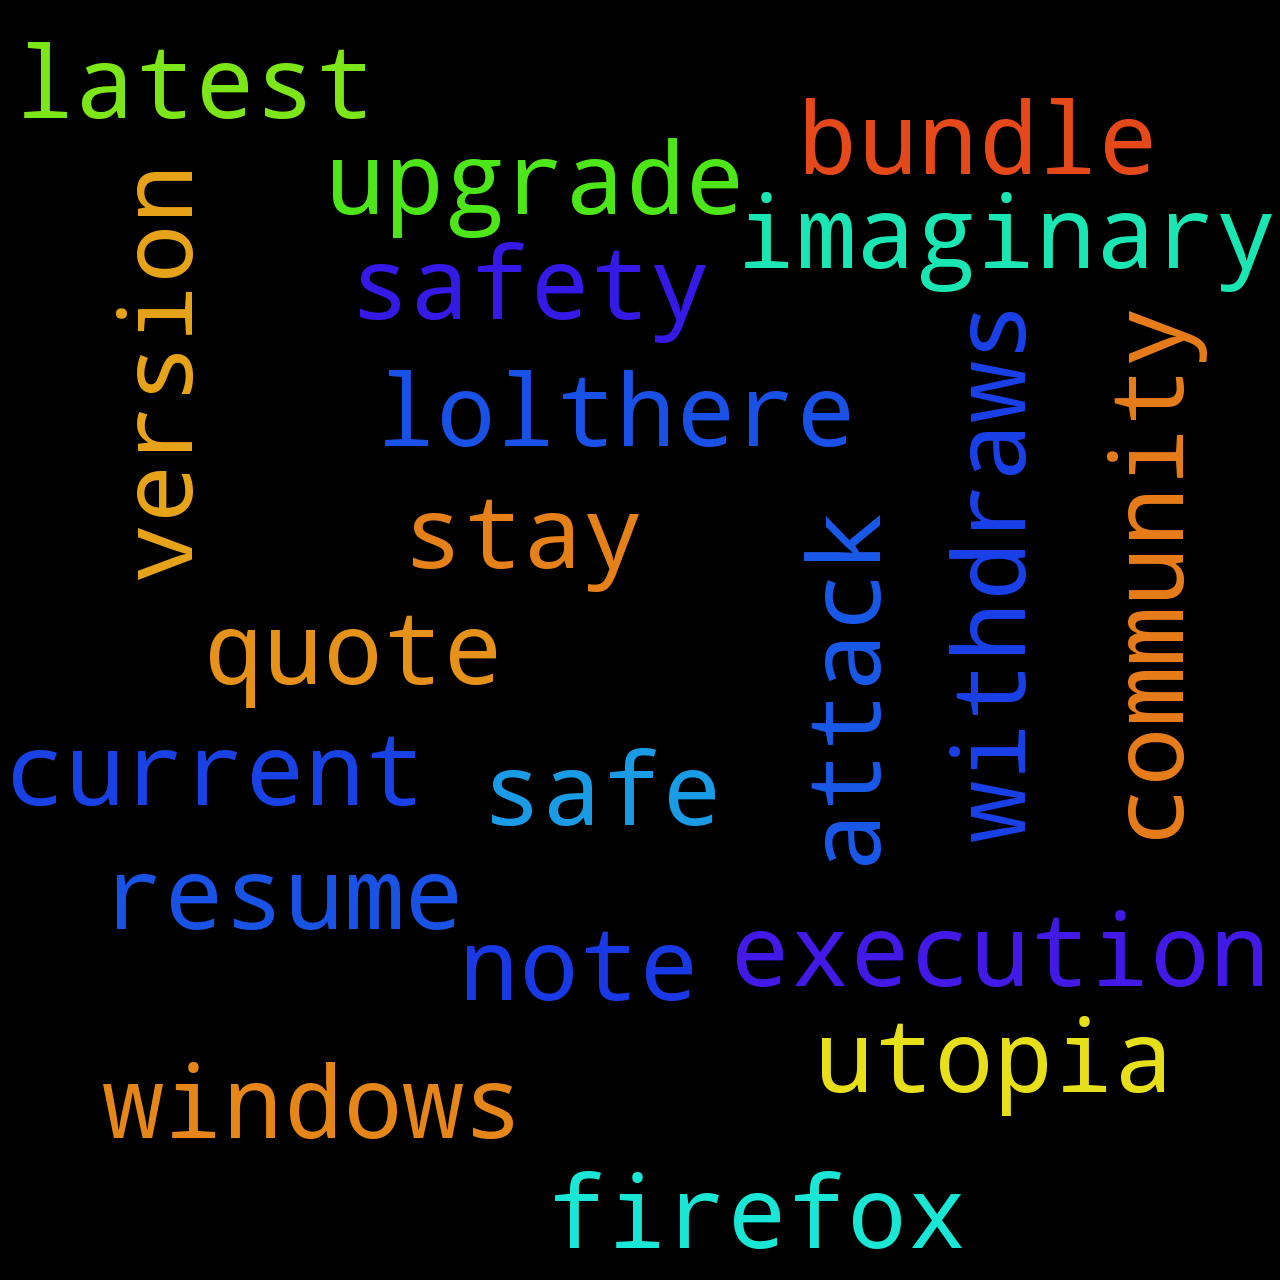 latest
bundle
upgrade
imaginary
version
safety
lolthere
withdraws
community
stay
attack
quote
current
safe
resume
note
execution
utopia
windows
firefox